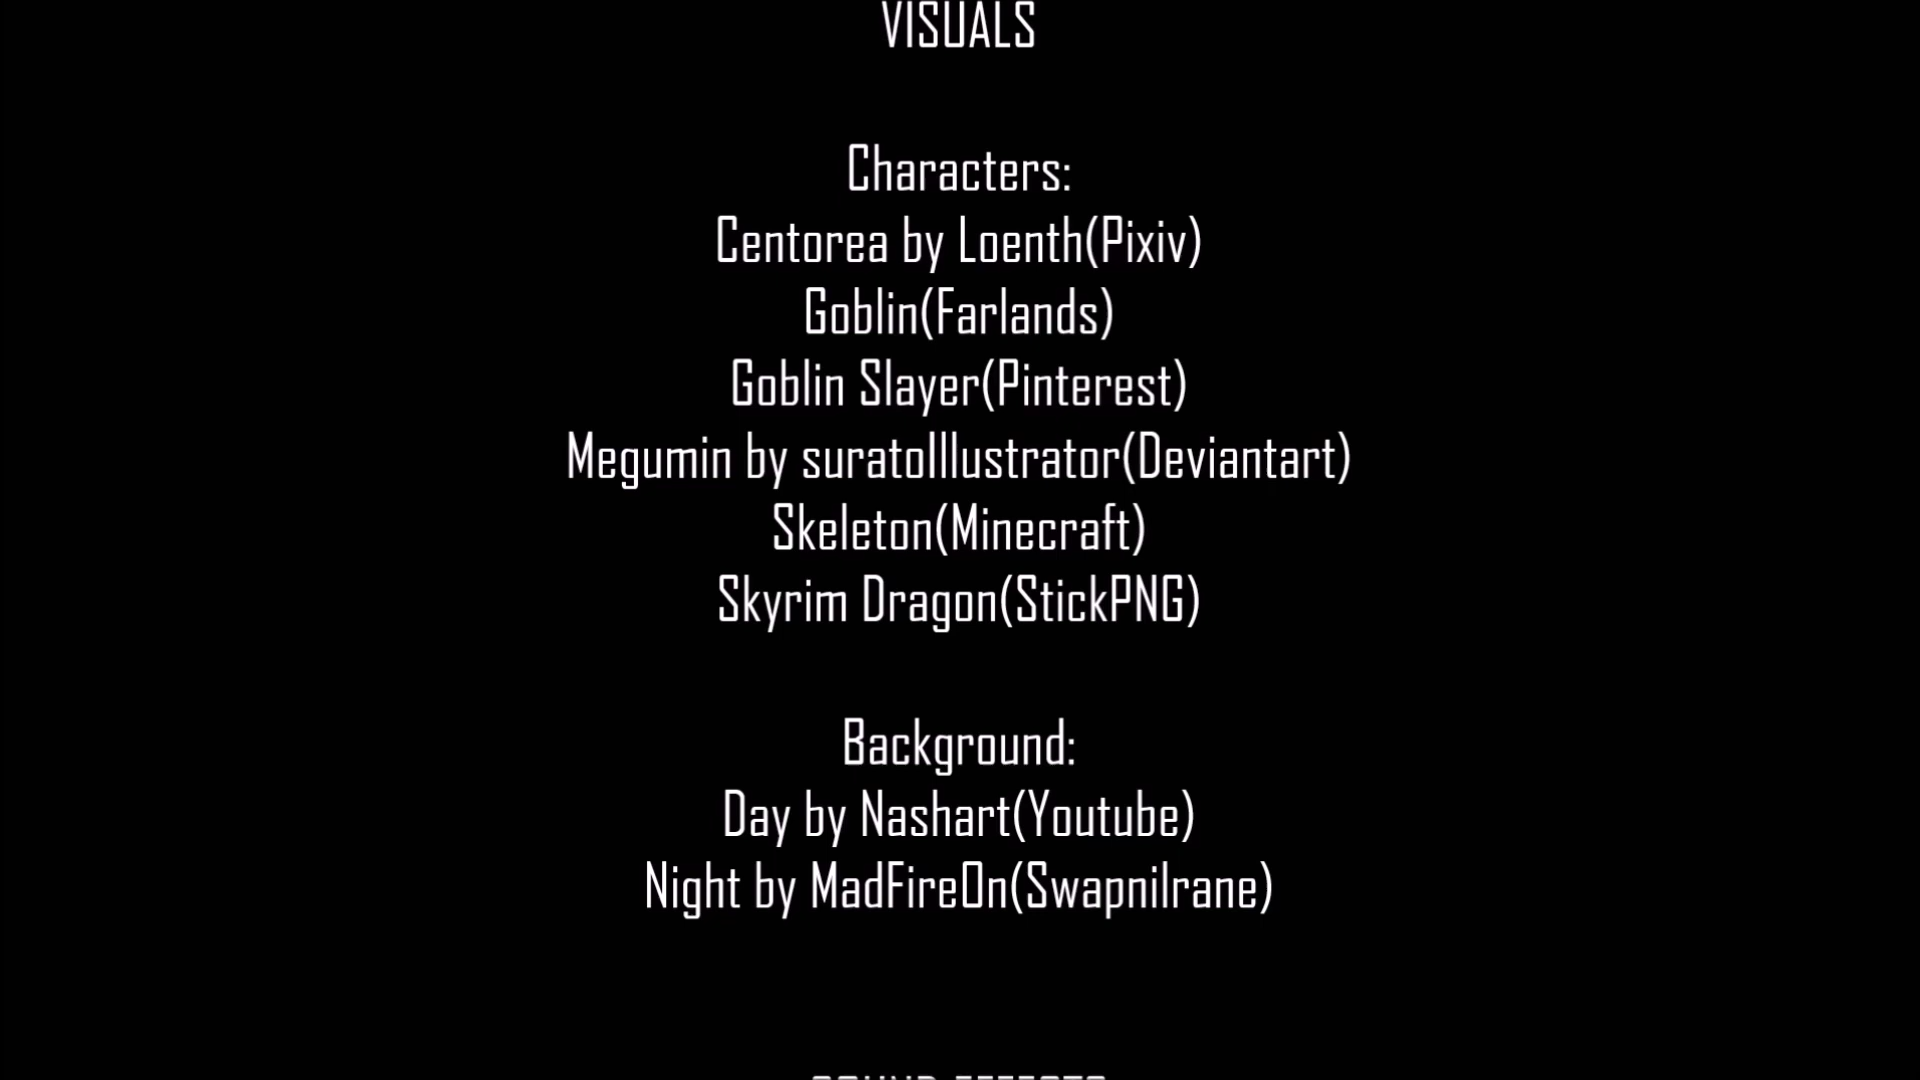 VISUALS
Characters:
Centorea by Loenth(Pixiv)
Goblin(Farlands)
Goblin Slayer(Pinterest)
Megumin by suratoIllustrator(Deviantart)
Skeleton(Minecraft)
Skyrim Dragon(StickPNG)
Background:
Day by Nashart(Youtube)
Night by MadFireOn(Swapnilrane)